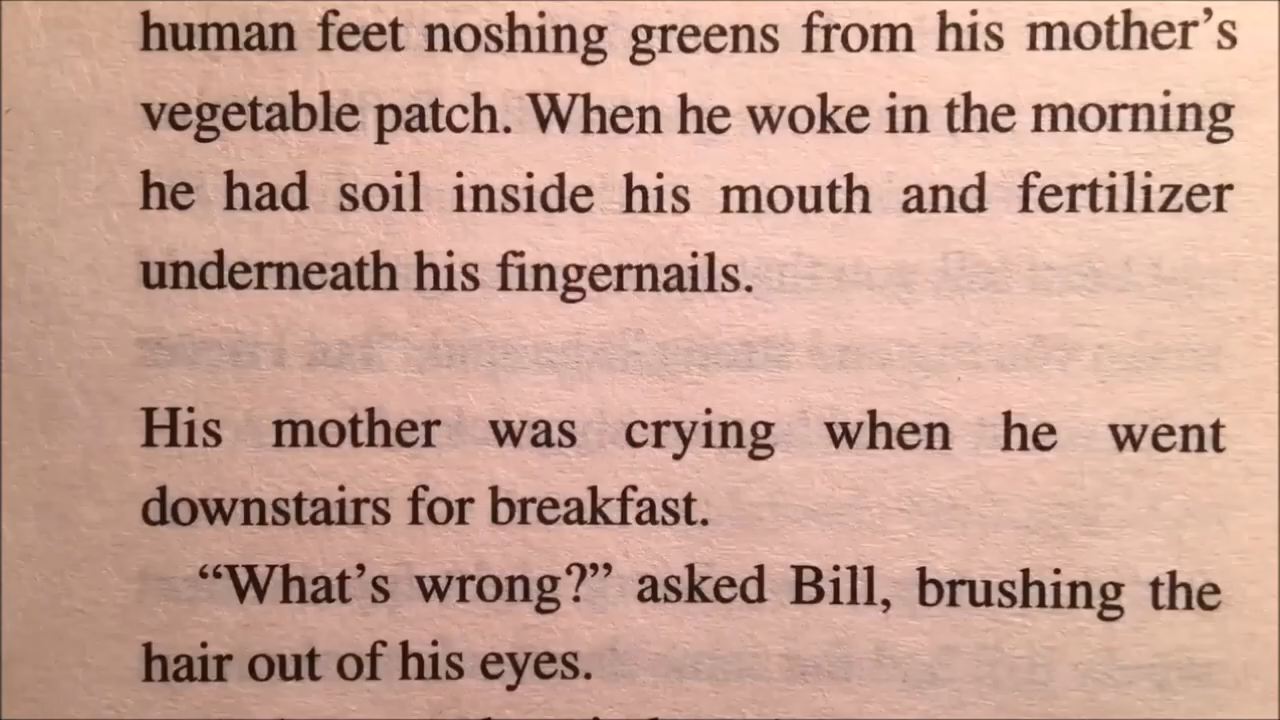 human feet noshing greens from his mother’s
vegetable patch. When he woke in the morning
he had soil inside his mouth and fertilizer
underneath his fingernails.
His mother was crying when he went
downstairs for breakfast.
“What’s wrong?” asked Bill, brushing the
hair out of his eyes.